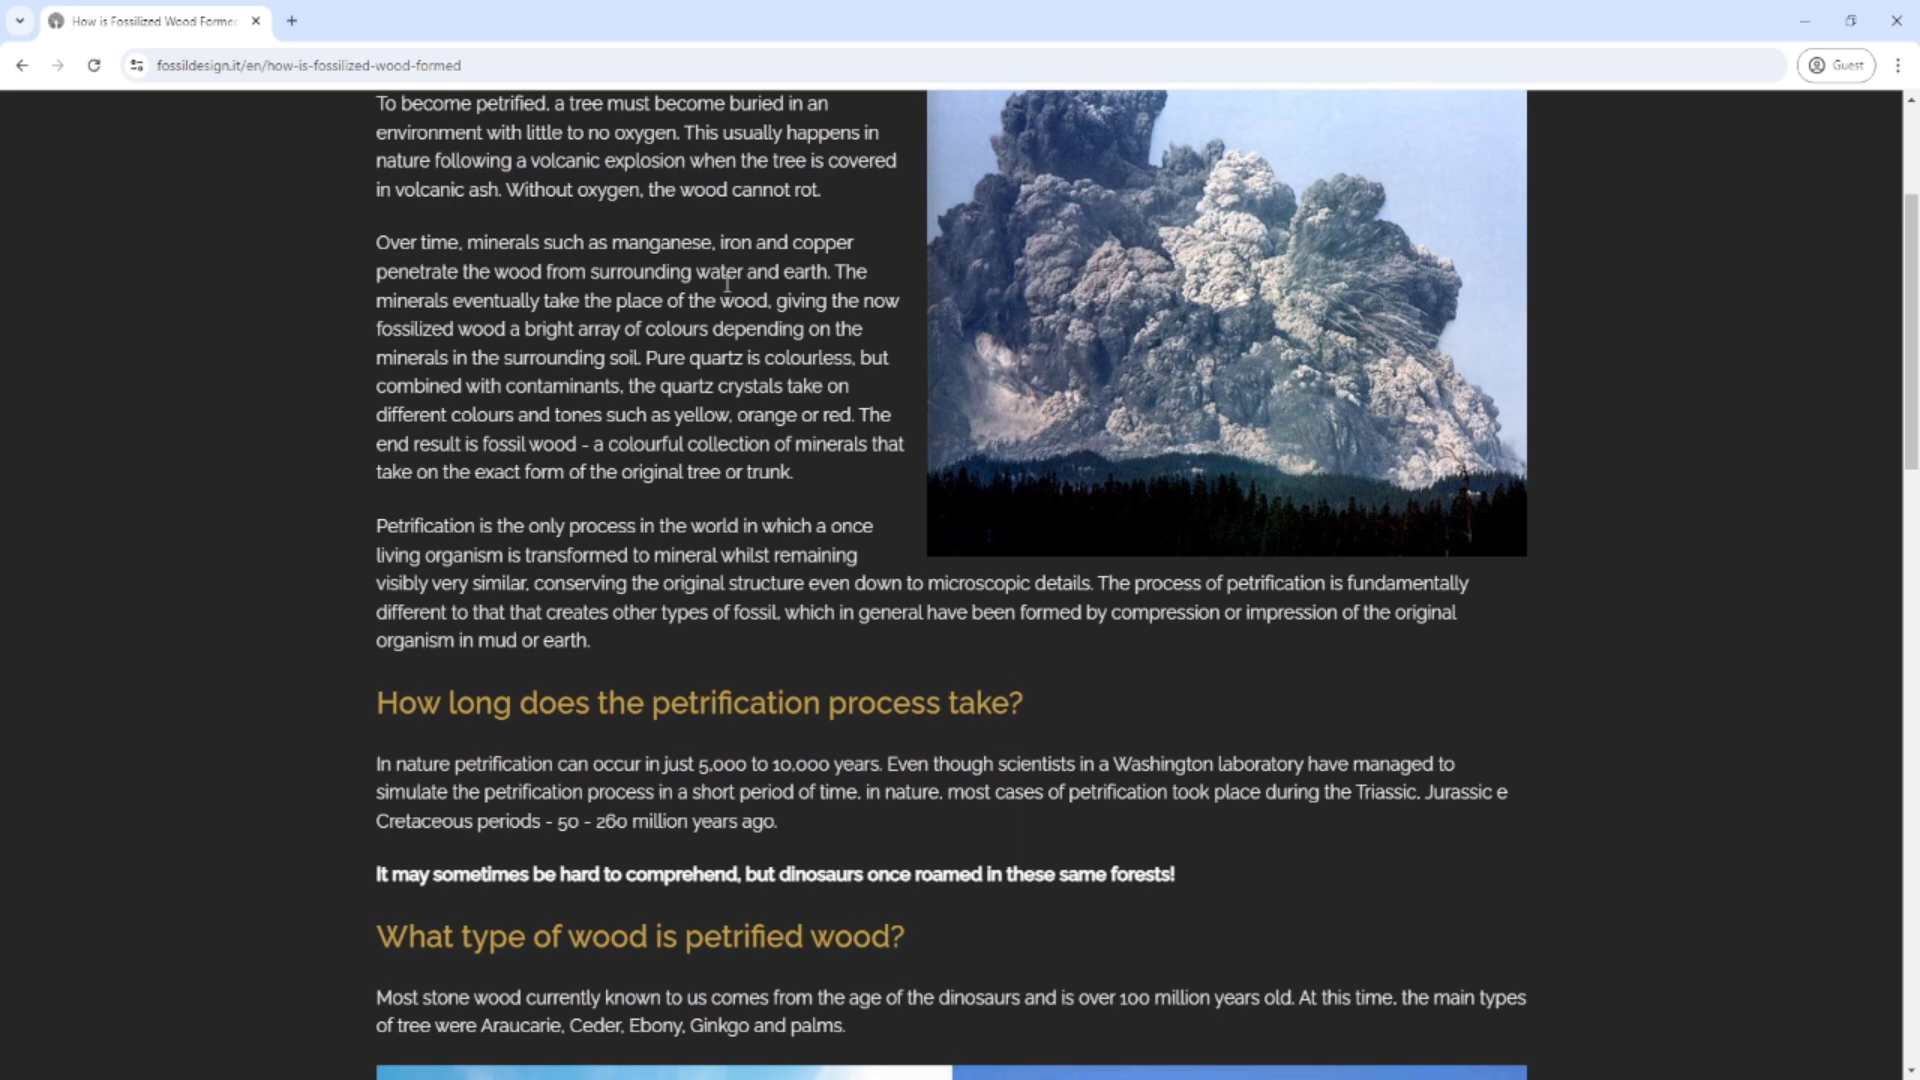 How is Fossilized Wood Forme
fossildesign.it/en/how-is-fossilized-wood-formed
Guest
To become petrified, a tree must become buried in an
environment with little to no oxygen. This usually happens in
nature following a volcanic explosion when the tree is covered
in volcanic ash. Without oxygen, the wood cannot rot.
Over time, minerals such as manganese, iron and copper
penetrate the wood from surrounding water and earth. The
minerals eventually take the place of the wood, giving the now
fossilized wood a bright array of colours depending on the
minerals in the surrounding soil. Pure quartz is colourless, but
combined with contaminants, the quartz crystals take on
different colours and tones such as yellow, orange or red. The
end result is fossil wood - a colourful collection of minerals that
take on the exact form of the original tree or trunk.
Petrification is the only process in the world in which a once
living organism is transformed to mineral whilst remaining
visibly very similar, conserving the original structure even down to microscopic details. The process of petrification is fundamentally
different to that that creates other types of fossil, which in general have been formed by compression or impression of the original
organism in mud or earth.
How long does the petrification process take?
In nature petrification can occur in just 5,000 to 10,000 years. Even though scientists in a Washington laboratory have managed to
simulate the petrification process in a short period of time, in nature, most cases of petrification took place during the Triassic, Jurassic e
Cretaceous periods - 50 - 260 million years ago.
It may sometimes be hard to comprehend, but dinosaurs once roamed in these same forests!
What type of wood is petrified wood?
Most stone wood currently known to us comes from the age of the dinosaurs and is over 100 million years old. At this time, the main types
of tree were Araucarie, Ceder, Ebony, Ginkgo and palms.